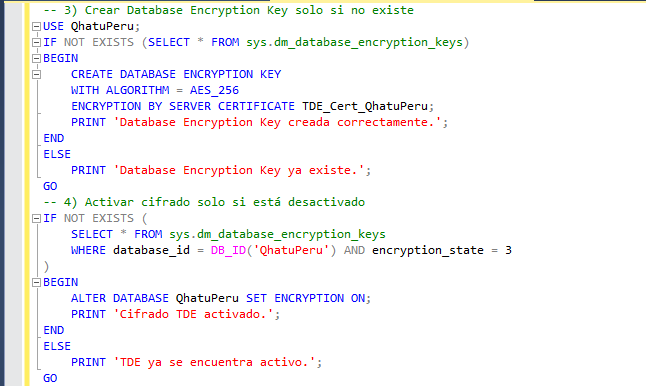 -- 3) Crear Database Encryption Key solo si no existe
USE QhatuPeru;
IF NOT EXISTS (SELECT * FROM sys.dm_database_encryption_keys)
BEGIN
    CREATE DATABASE ENCRYPTION KEY
    WITH ALGORITHM = AES_256
    ENCRYPTION BY SERVER CERTIFICATE TDE_Cert_QhatuPeru;
    PRINT 'Database Encryption Key creada correctamente.';
END
ELSE
    PRINT 'Database Encryption Key ya existe.';
GO
-- 4) Activar cifrado solo si está desactivado
IF NOT EXISTS (
    SELECT * FROM sys.dm_database_encryption_keys
    WHERE database_id = DB_ID('QhatuPeru') AND encryption_state = 3
)
BEGIN
    ALTER DATABASE QhatuPeru SET ENCRYPTION ON;
    PRINT 'Cifrado TDE activado.';
END
ELSE
    PRINT 'TDE ya se encuentra activo.';
GO